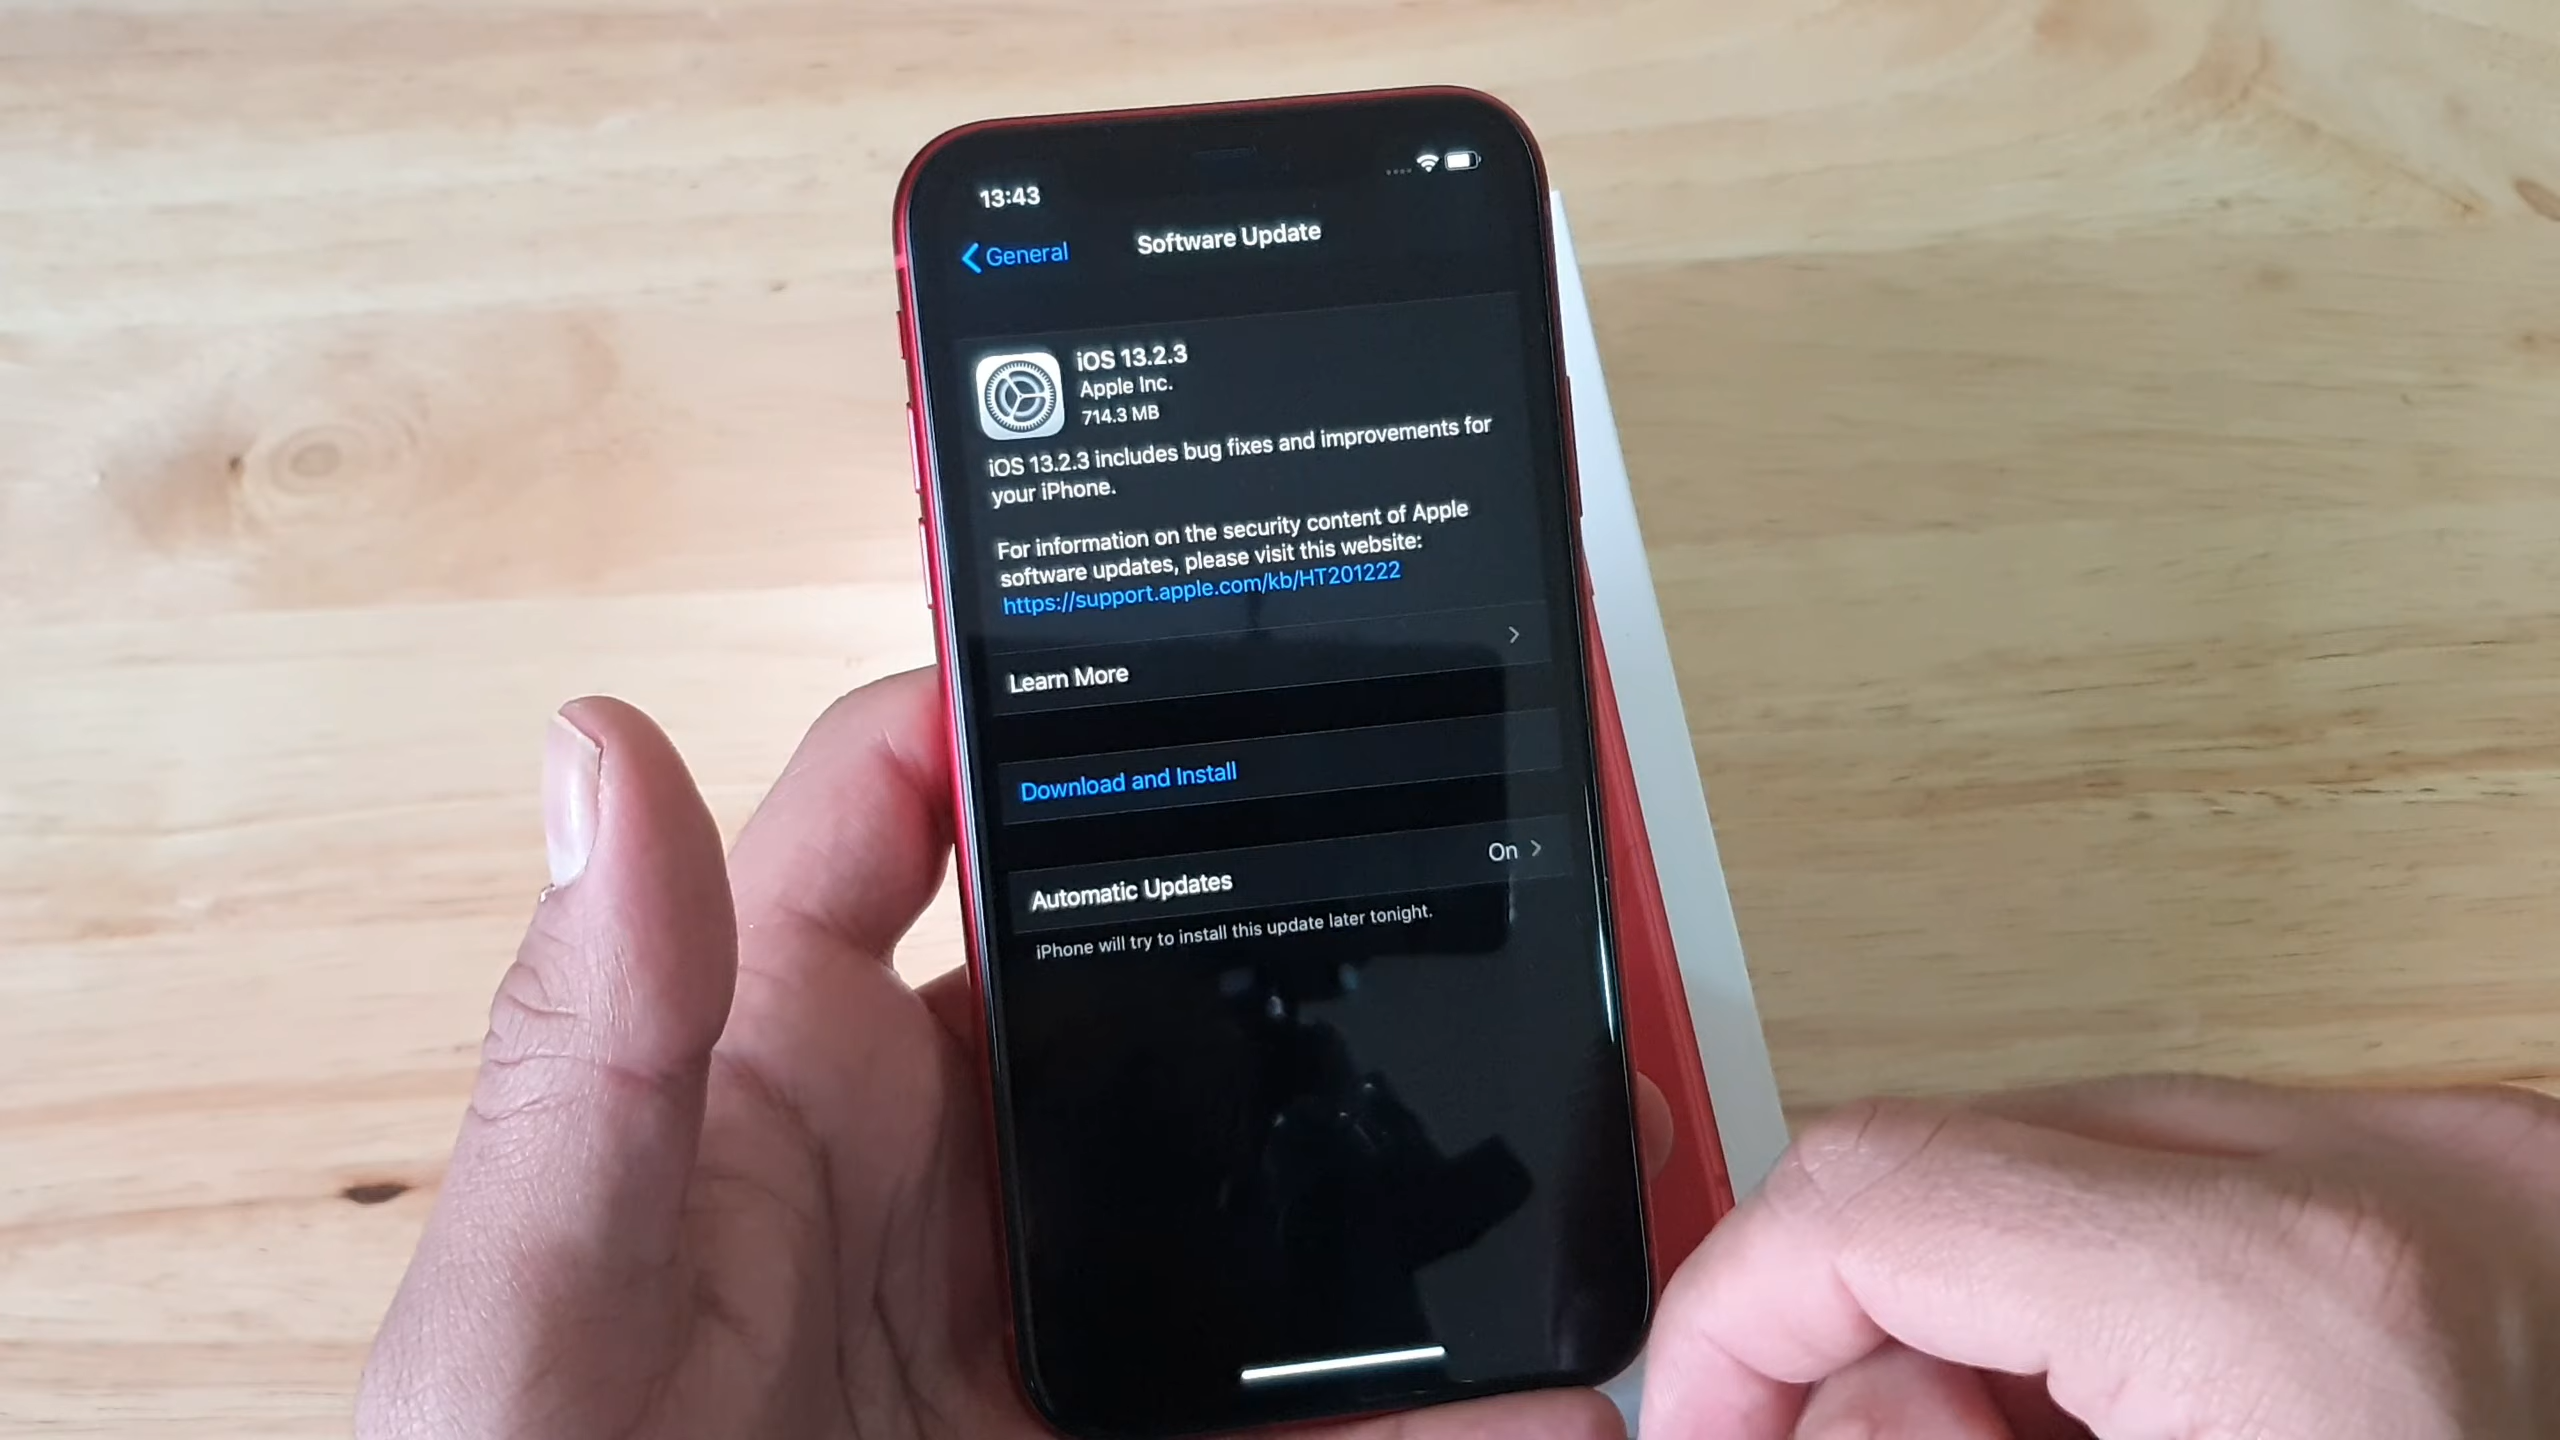 13:43
General
Software Update
iOS 13.2.3
Apple Inc.
714.3 MB
iOS 13.2.3 includes bug fixes and improvements for
your iPhone.
For information on the security content of Apple
software updates, please visit this website:
https://support.apple.com/kb/HT201222
Learn More
Download and Install
Automatic Updates
On
iPhone will try to install this update later tonight.